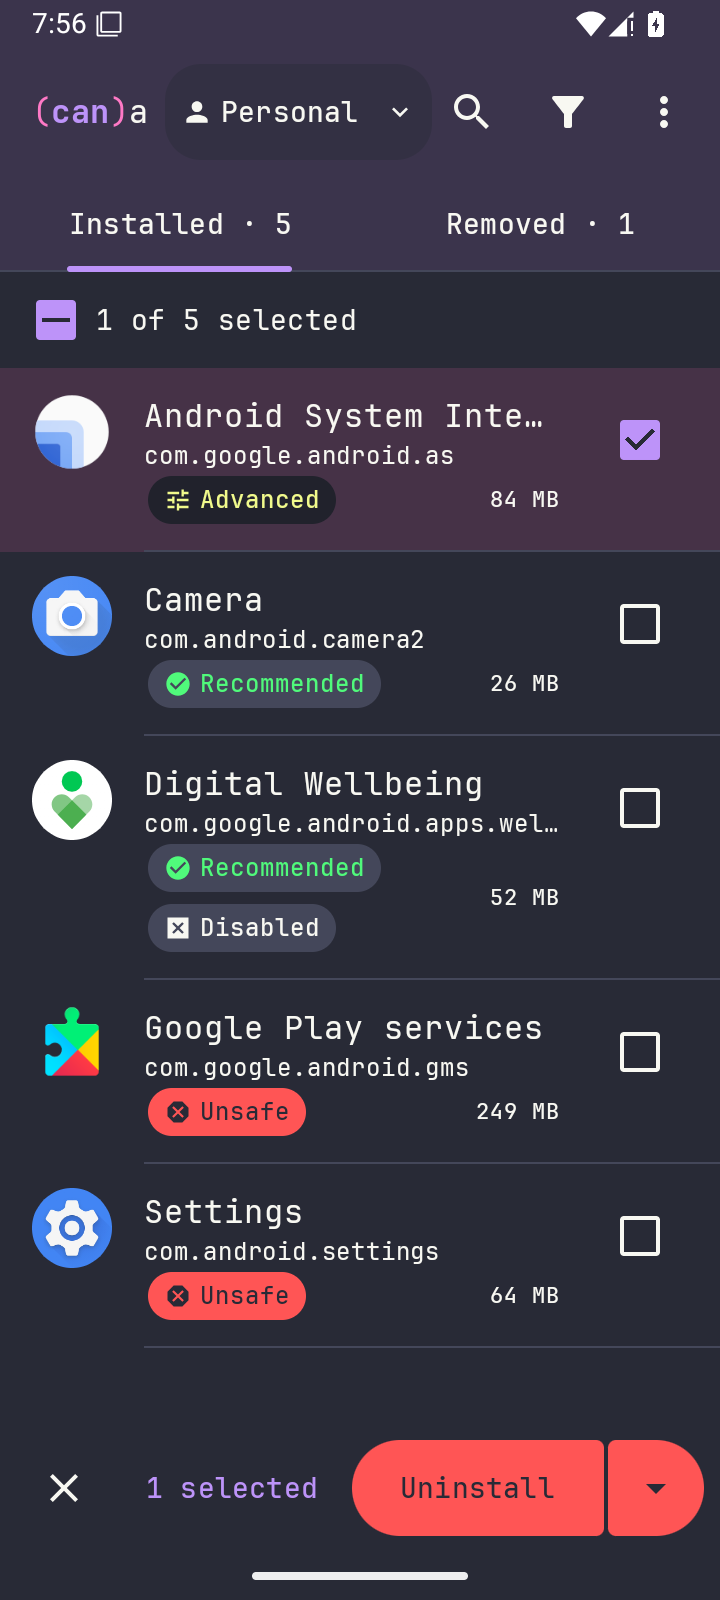 7:56
(can)a
Personal
Installed · 5
Removed · 1
1 of 5 selected
Android System Inte…
com.google.android.as
Advanced
84 MB
Camera
com.android.camera2
Recommended
26 MB
Digital Wellbeing
com.google.android.apps.wel…
Recommended
52 MB
Disabled
Google Play services
com.google.android.gms
Unsafe
249 MB
Settings
com.android.settings
Unsafe
64 MB
1 selected
Uninstall